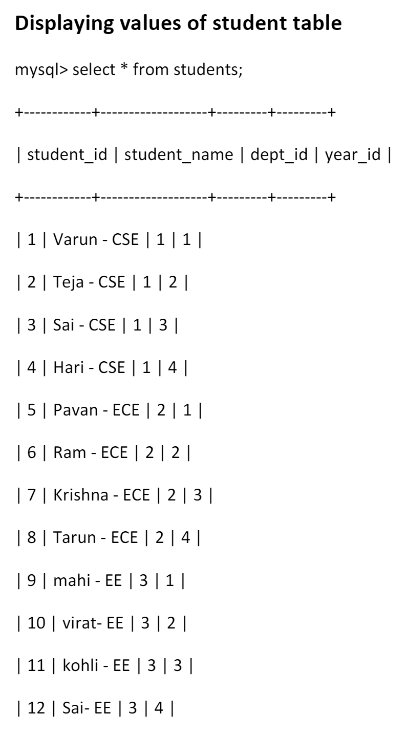 Displaying values of student table
mysql> select * from students;
+------------+-------------------+---------+---------+
| student_id | student_name | dept_id | year_id |
+------------+-------------------+---------+---------+
| 1 | Varun - CSE | 1 | 1 |
| 2 | Teja - CSE | 1 | 2 |
| 3 | Sai - CSE | 1 | 3 |
| 4 | Hari - CSE | 1 | 4 |
| 5 | Pavan - ECE | 2 | 1 |
| 6 | Ram - ECE | 2 | 2 |
| 7 | Krishna - ECE | 2 | 3 |
| 8 | Tarun - ECE | 2 | 4 |
| 9 | mahi - EE | 3 | 1 |
| 10 | virat- EE | 3 | 2 |
| 11 | kohli - EE | 3 | 3 |
| 12 | Sai- EE | 3 | 4 |